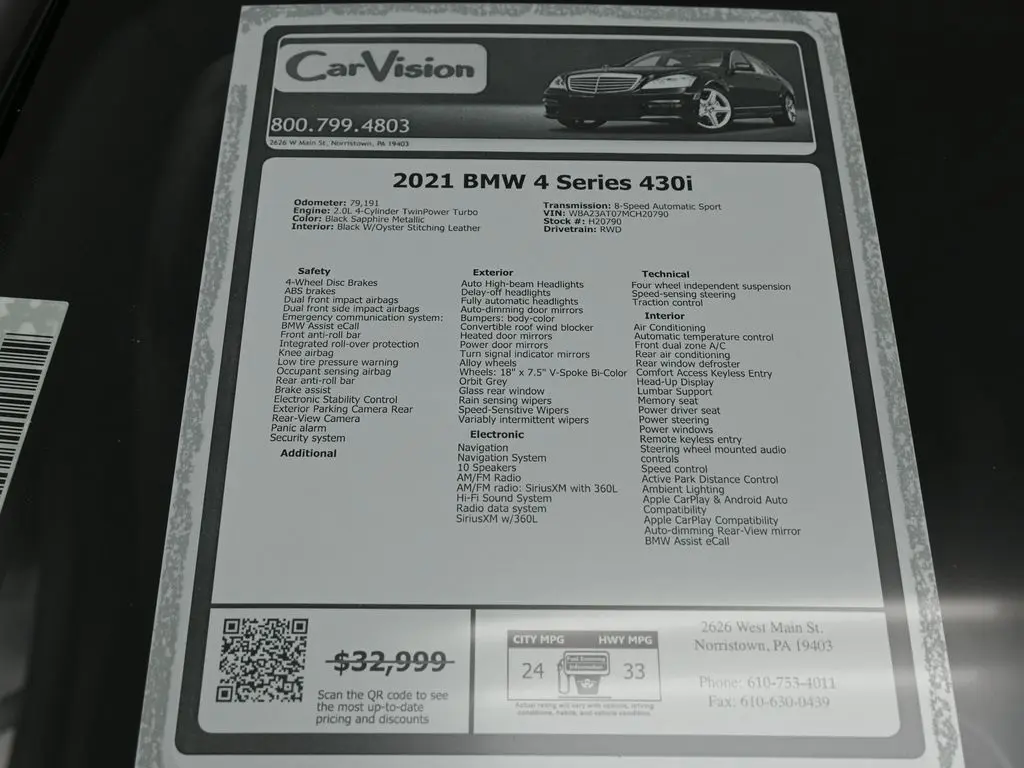 CarVision
800.799.4803
2626 W Main St, Norristown, PA 19403
2021 BMW 4 Series 430i
Odometer: 79,191
Engine: 2.0L 4-Cylinder TwinPower Turbo
Color: Black Sapphire Metallic
Interior: Black W/Oyster Stitching Leather
Transmission: 8-Speed Automatic Sport
VIN: WBA23AT07MCH20790
Stock #: H20790
Drivetrain: RWD
Safety
4-Wheel Disc Brakes
ABS brakes
Dual front impact airbags
Dual front side impact airbags
Emergency communication system:
BMW Assist eCall
Front anti-roll bar
Integrated roll-over protection
Knee airbag
Low tire pressure warning
Occupant sensing airbag
Rear anti-roll bar
Brake assist
Electronic Stability Control
Exterior Parking Camera Rear
Rear-View Camera
Panic alarm
Security system
Additional
Exterior
Auto High-beam Headlights
Delay-off headlights
Fully automatic headlights
Auto-dimming door mirrors
Bumpers: body-color
Convertible roof wind blocker
Heated door mirrors
Power door mirrors
Turn signal indicator mirrors
Alloy wheels
Wheels: 18" x 7.5" V-Spoke Bi-Color
Orbit Grey
Glass rear window
Rain sensing wipers
Speed-Sensitive Wipers
Variably intermittent wipers
Electronic
Navigation
Navigation System
10 Speakers
AM/FM Radio
AM/FM radio: SiriusXM with 360L
Hi-Fi Sound System
Radio data system
SiriusXM w/360L
Technical
Four wheel independent suspension
Speed-sensing steering
Traction control
Interior
Air Conditioning
Automatic temperature control
Front dual zone A/C
Rear air conditioning
Rear window defroster
Comfort Access Keyless Entry
Head-Up Display
Lumbar Support
Memory seat
Power driver seat
Power steering
Power windows
Remote keyless entry
Steering wheel mounted audio
controls
Speed control
Active Park Distance Control
Ambient Lighting
Apple CarPlay & Android Auto
Compatibility
Apple CarPlay Compatibility
Auto-dimming Rear-View mirror
BMW Assist eCall
$32,999
Scan the QR code to see
the most up-to-date
pricing and discounts
CITY MPG HWY MPG
24 33
Actual rating will vary with vehicle, driving
conditions, habits, and vehicle condition.
2626 West Main St.
Norristown, PA 19403
Phone: 610-753-4011
Fax: 610-630-0439